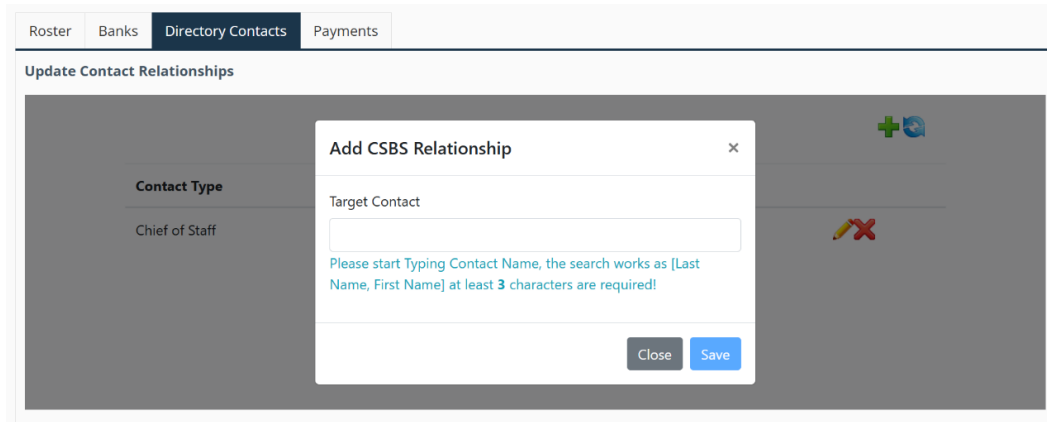 Roster Banks Directory Contacts Payments
Update Contact Relationships
Add CSBS Relationship ×
Contact Type
Target Contact
Chief of Staff
Please start Typing Contact Name, the search works as [Last
Name, First Name] at least 3 characters are required!
Close Save